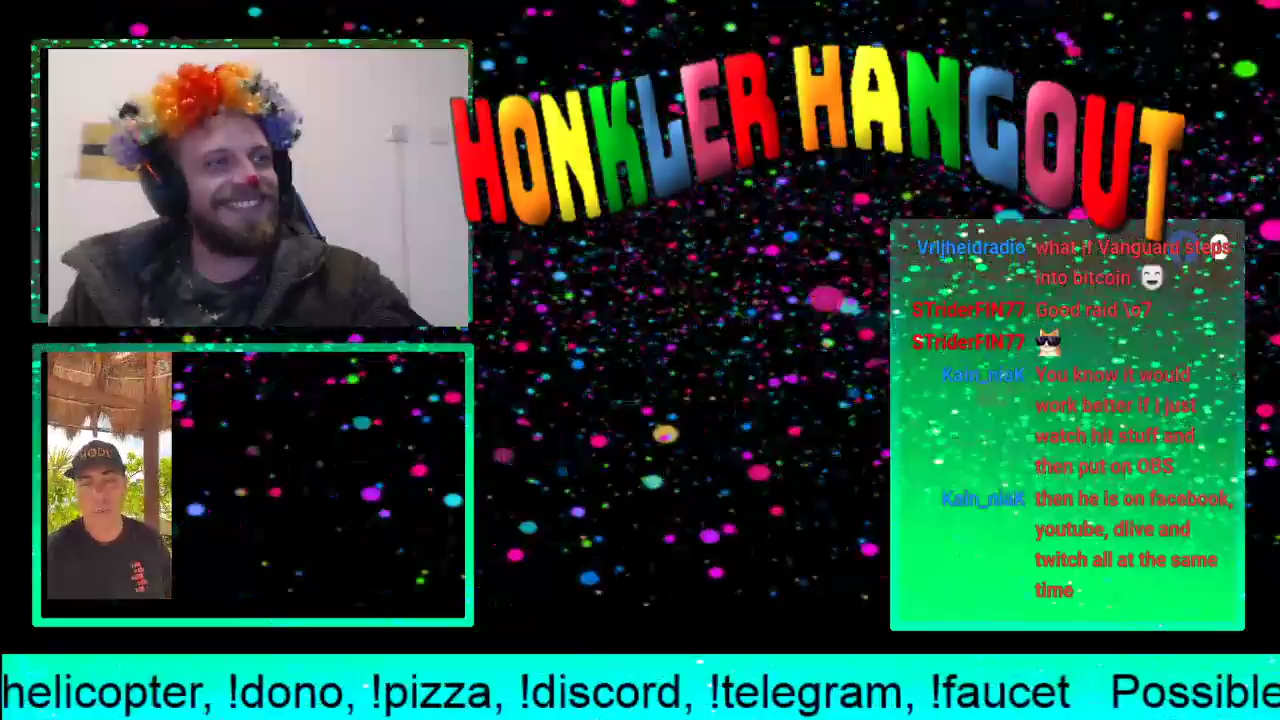 HONKLER HANGOUT
Vrijheidradio what if Vanguard steps
into bitcoin
STriderFIN77 Good raid \o7
STriderFIN77
Kain_niaK You know it would
work better if i just
watch hit stuff and
then put on OBS
Kain_niaK then he is on facebook,
youtube, dlive and
twitch all at the same
time
helicopter, !dono, !pizza, !discord, !telegram, !faucet Possible